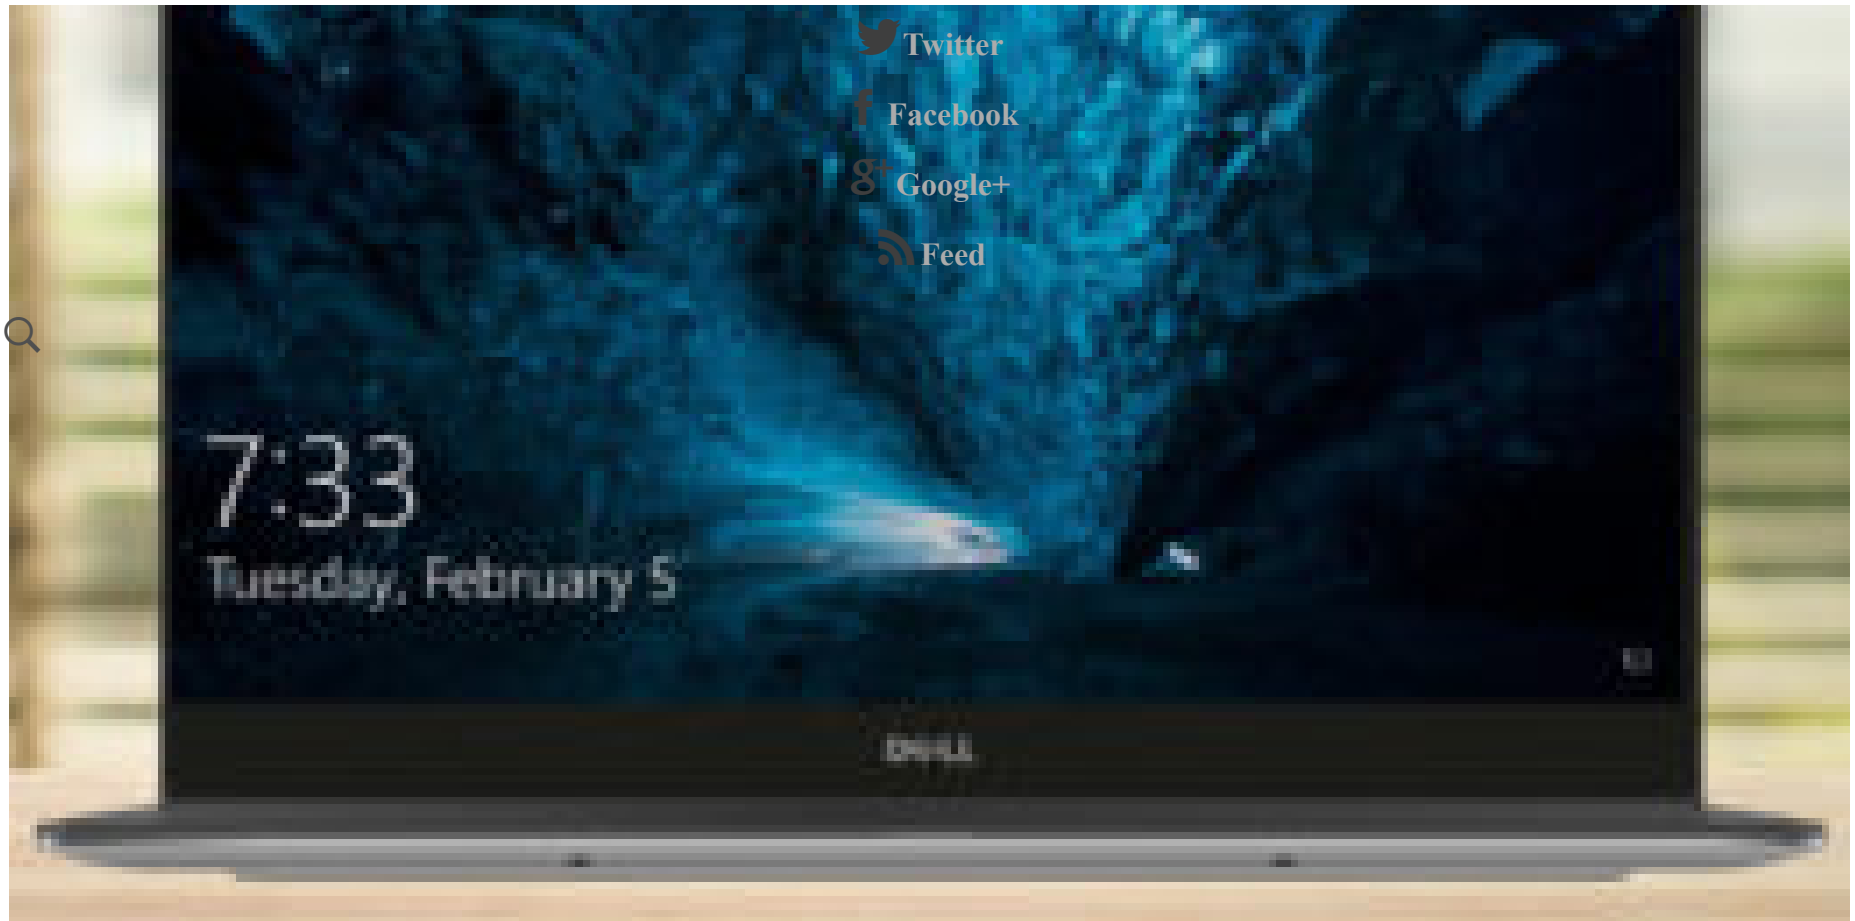 Twitter
Facebook
Google+
Feed
7:33
Tuesday, February 5
DELL